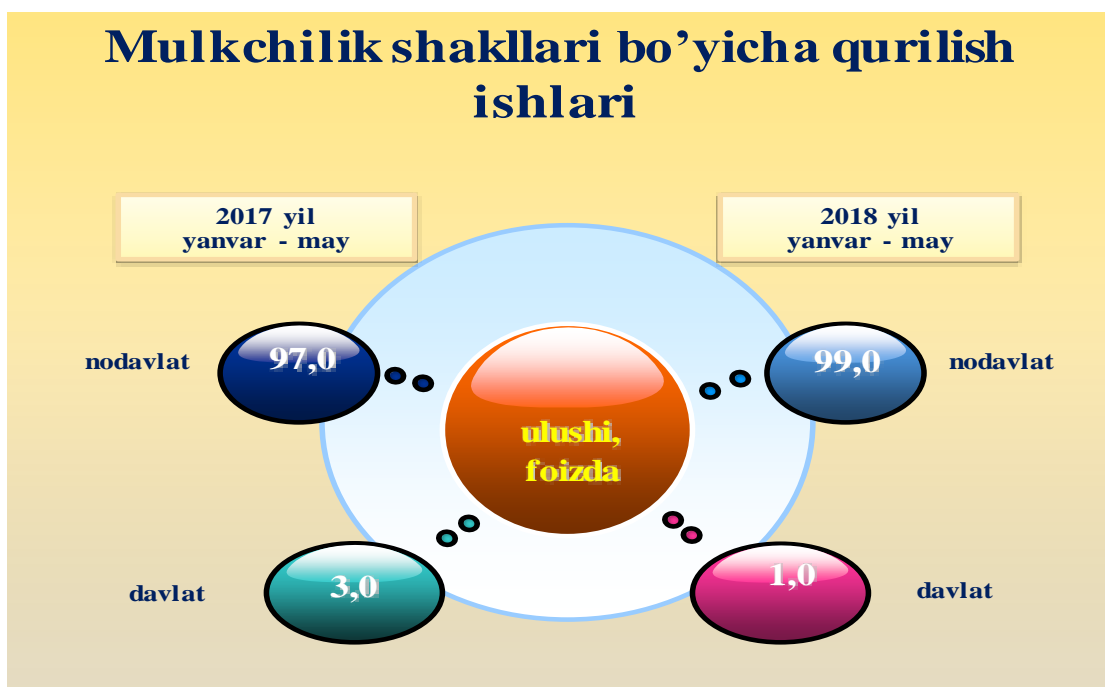 Mulkchilik shakllari bo’yicha qurilish
ishlari
2017 yil
yanvar - may
2018 yil
yanvar - may
nodavlat
97,0
99,0
nodavlat
ulushi,
foizda
davlat
3,0
1,0
davlat